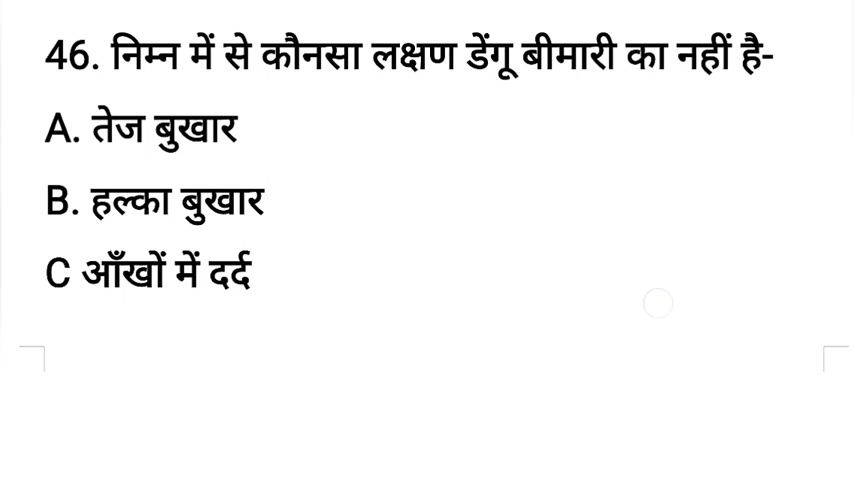 46. निम्न में से कौनसा लक्षण डेंगू बीमारी का नहीं है-
A. तेज बुखार
B. हल्का बुखार
C आँखों में दर्द